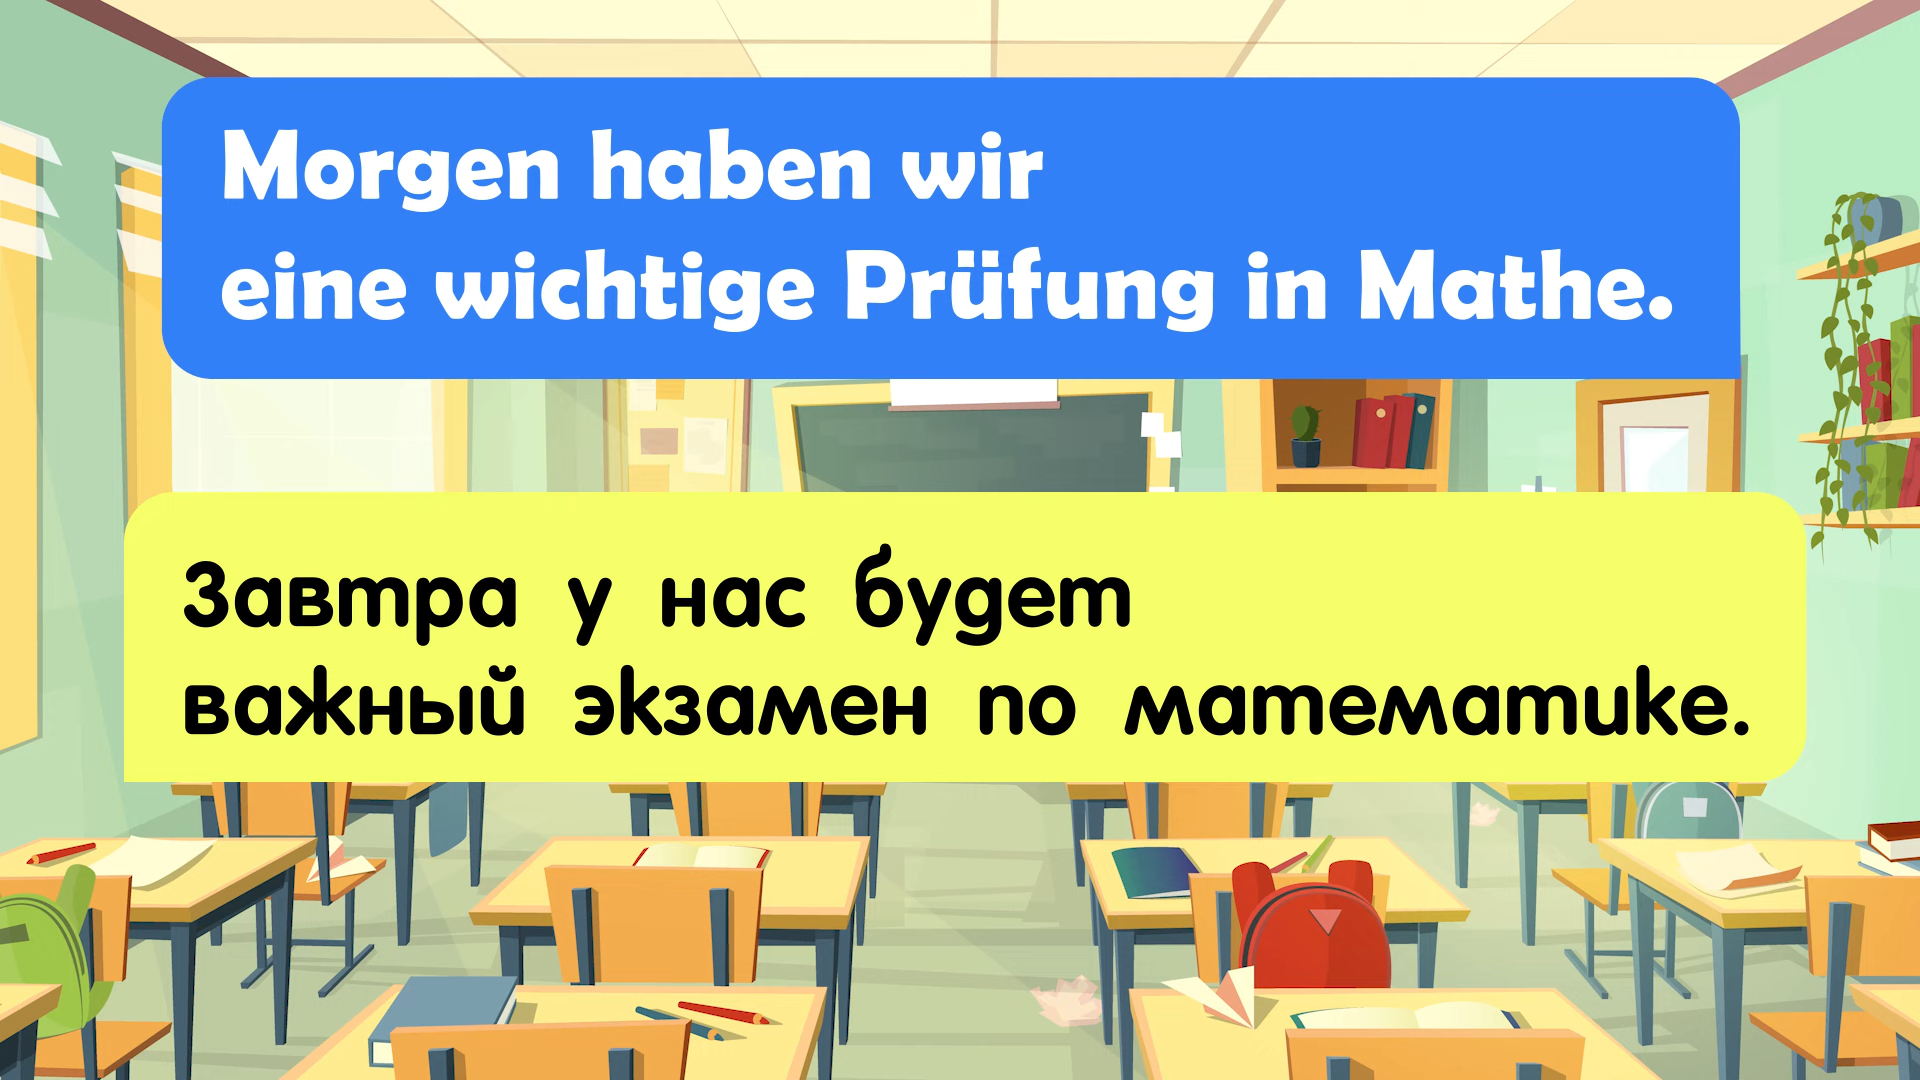 Morgen haben wir
eine wichtige Prüfung in Mathe.
Завтра у нас будет
важный экзамен по математике.